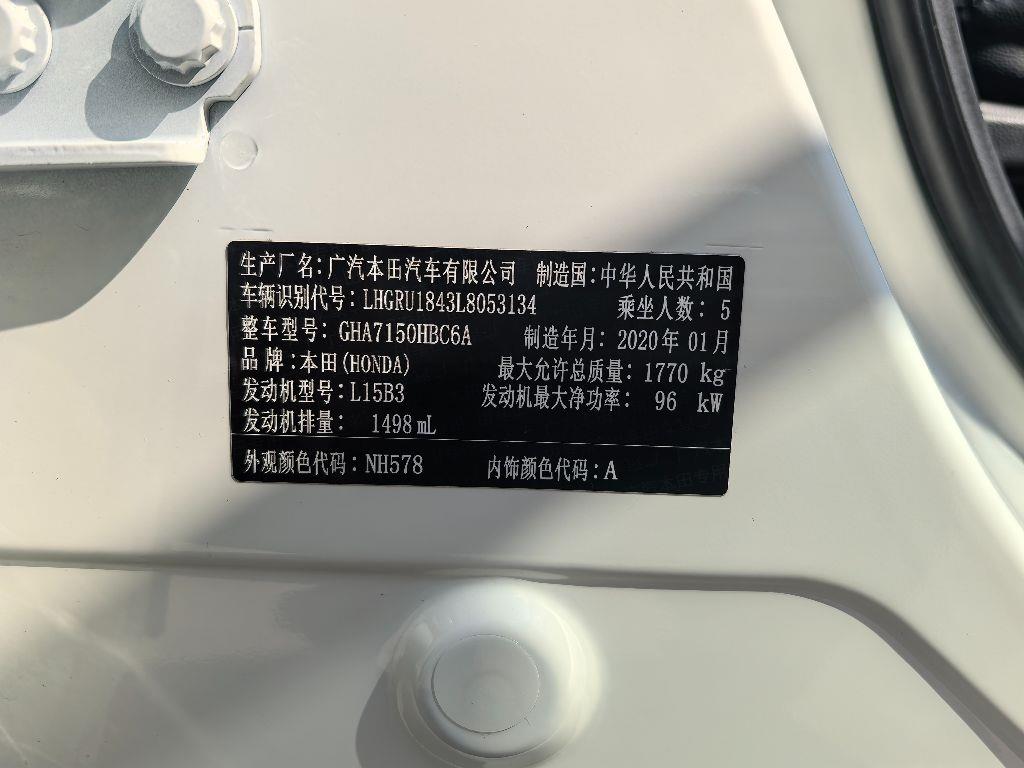 生产厂名：广汽本田汽车有限公司 制造国：中华人民共和国
车辆识别代号：LHGRU1843L8053134 乘坐人数：5
整车型号：GHA7150HBC6A 制造年月：2020年01月
品牌：本田(HONDA) 最大允许总质量：1770 kg
发动机型号：L15B3 发动机最大净功率：96 kW
发动机排量：1498 mL
外观颜色代码：NH578 内饰颜色代码：A